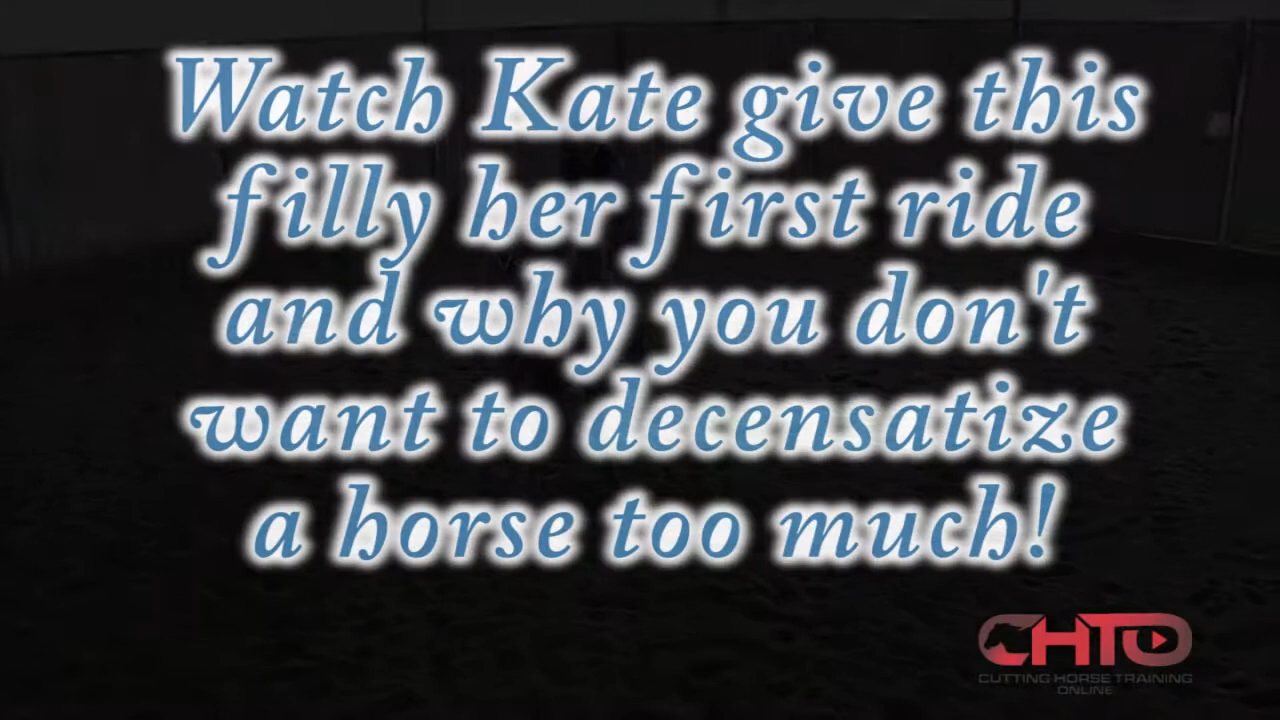 Watch Kate give this
filly her first ride
and why you don't
want to decensatize
a horse too much!
CHTO
CUTTING HORSE TRAINING
ONLINE